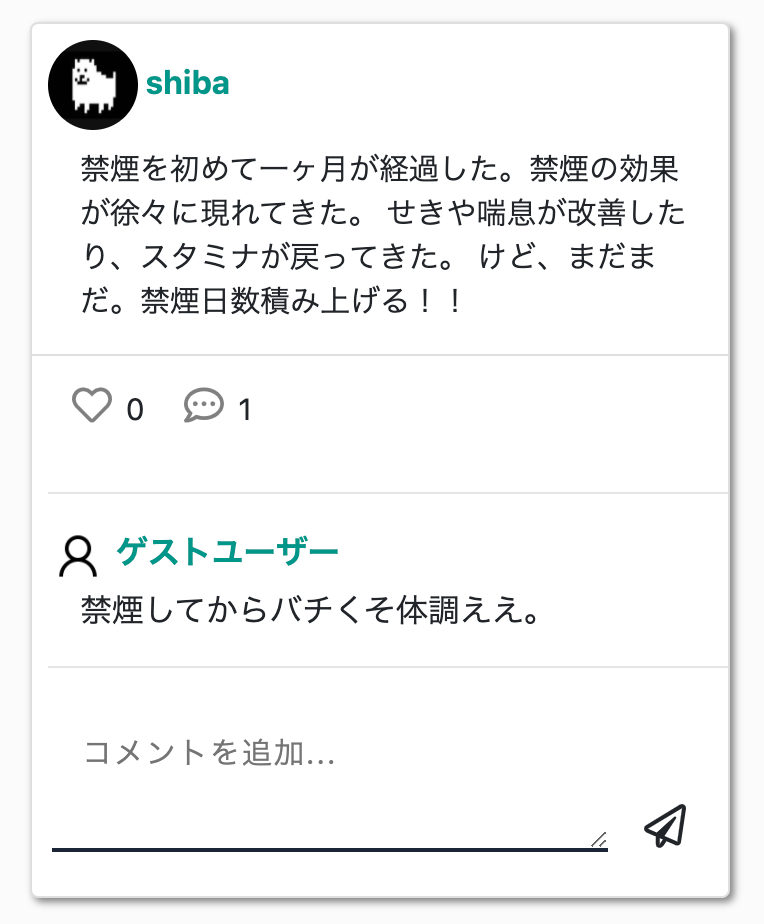 shiba
禁煙を初めて一ヶ月が経過した。禁煙の効果
が徐々に現れてきた。 せきや喘息が改善した
り、スタミナが戻ってきた。 けど、まだま
だ。禁煙日数積み上げる！！
0 1
ゲストユーザー
禁煙してからバチくそ体調ええ。
コメントを追加...